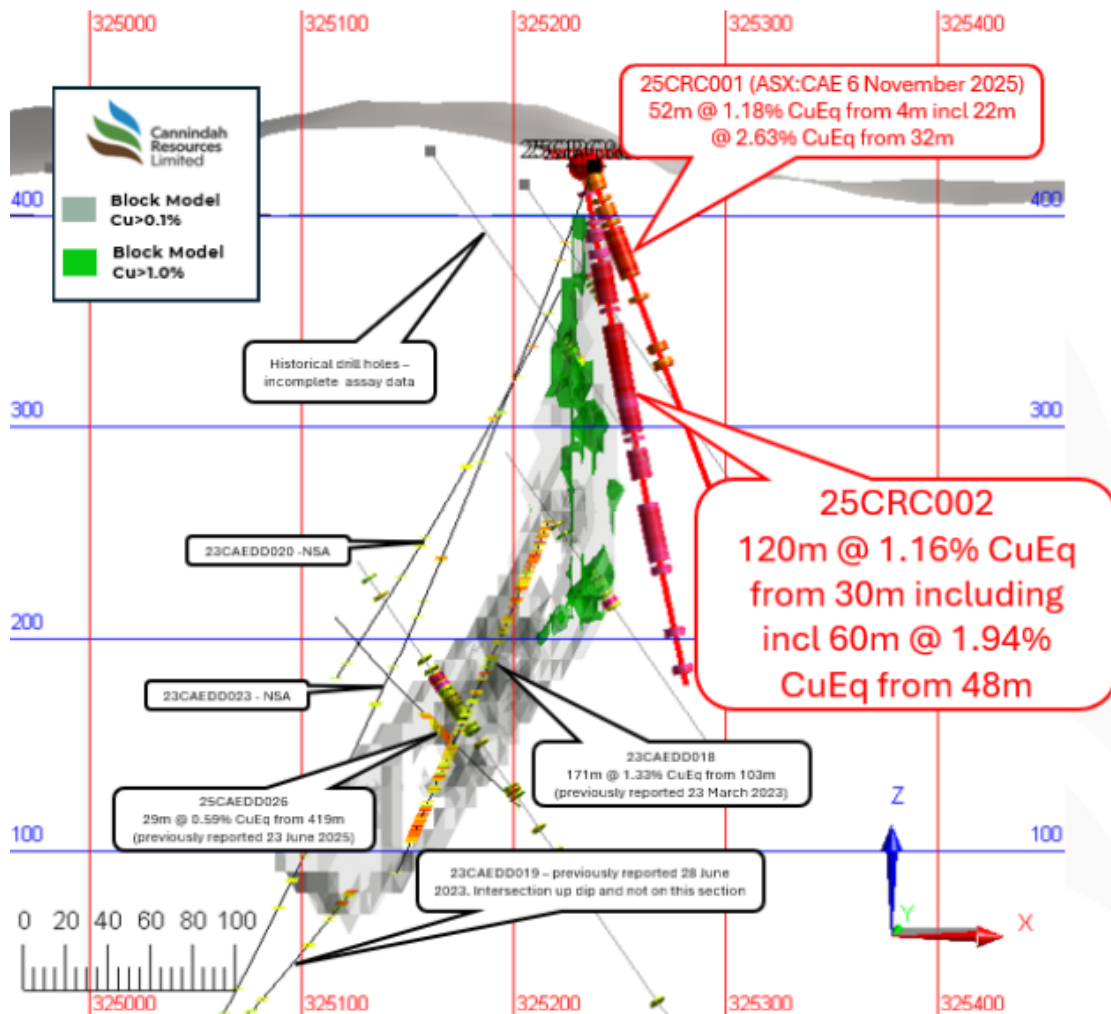 325000
325100
325200
325300
325400
Cannindah
Resources
Limited
Block Model
Cu>0.1%
Block Model
Cu>1.0%
25CRC001 (ASX:CAE 6 November 2025)
52m @ 1.18% CuEq from 4m incl 22m
@ 2.63% CuEq from 32m
400
400
Historical drill holes –
incomplete assay data
300
300
25CRC002
120m @ 1.16% CuEq
from 30m including
incl 60m @ 1.94%
CuEq from 48m
23CAEDD020 -NSA
200
23CAEDD023 - NSA
23CAEDD018
171m @ 1.33% CuEq from 103m
(previously reported 23 March 2023)
25CAEDD026
29m @ 0.59% CuEq from 419m
(previously reported 23 June 2025)
100
100
23CAEDD019 – previously reported 28 June
2023. Intersection up dip and not on this section
Z
Y
X
0 20 40 60 80 100
325000
325100
325200
325300
325400